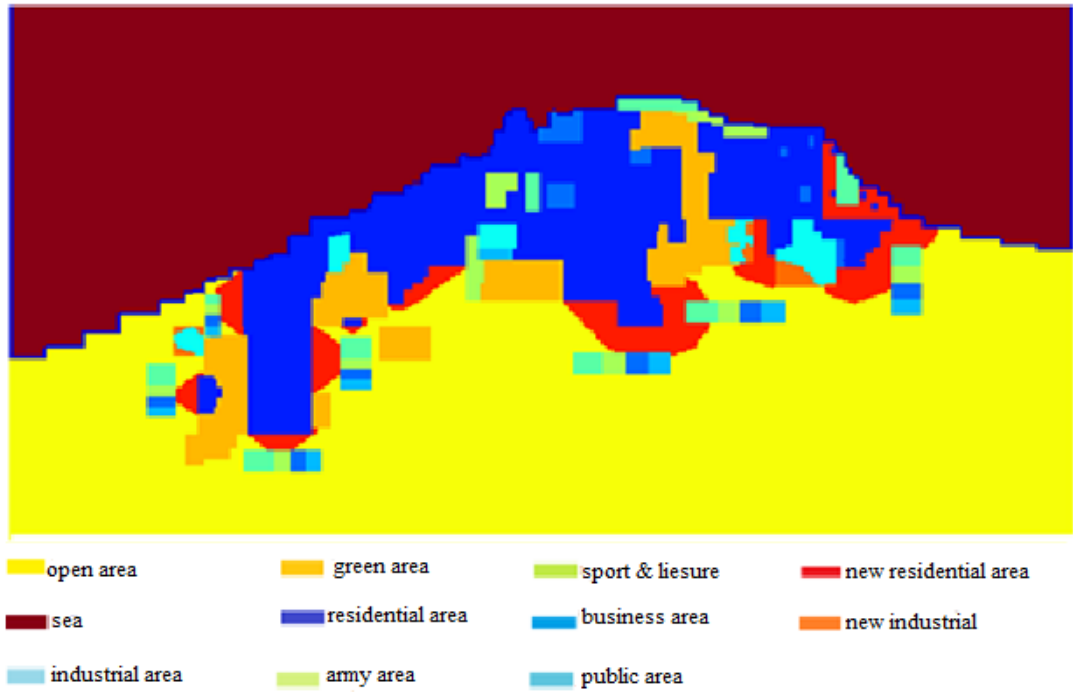 open area
green area
sport & liesure
new residential area
sea
residential area
business area
new industrial
industrial area
army area
public area